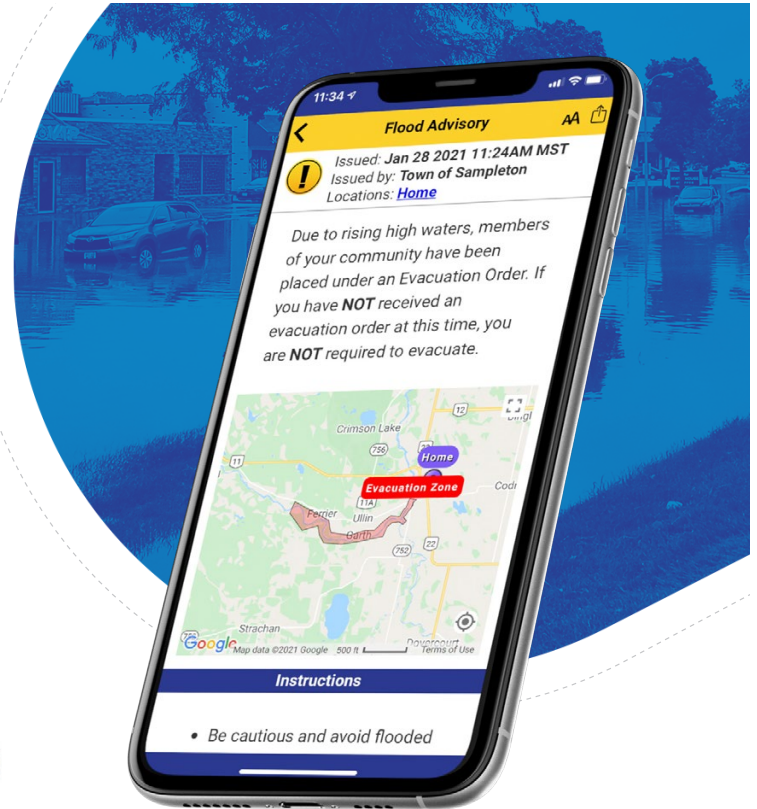 11:34
Flood Advisory
AA
Issued: Jan 28 2021 11:24AM MST
Issued by: Town of Sampleton
Locations: Home
Due to rising high waters, members
of your community have been
placed under an Evacuation Order. If
you have NOT received an
evacuation order at this time, you
are NOT required to evacuate.
12
Crimson Lake
756
22
Home
11
Evacuation Zone
11A
Ferrier
Ullin
Garth
752
22
Strachan
Dovercourt
Google
Map data ©2021 Google
500 ft
Terms of Use
Instructions
• Be cautious and avoid flooded